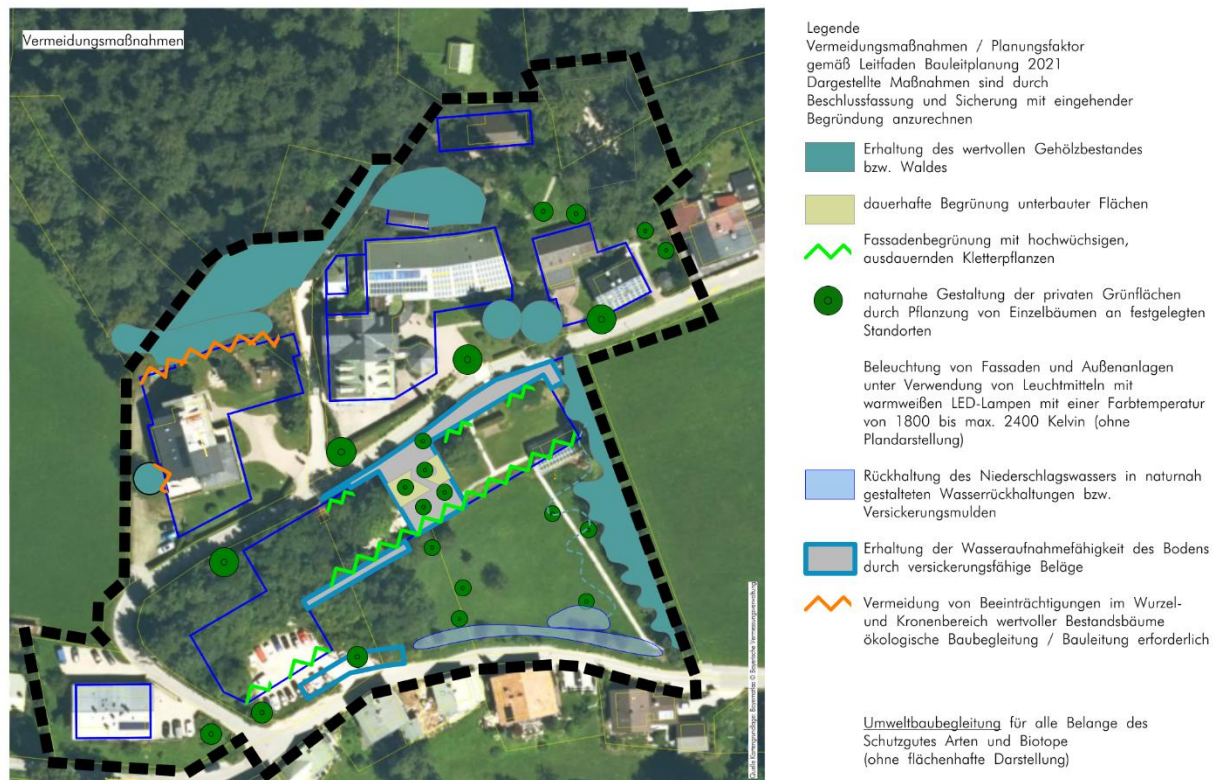 Vermeidungsmaßnahmen
Quelle Kartengrundlage: Bayernatlas © Bayerische Vermessungsverwaltung
Legende
Vermeidungsmaßnahmen / Planungsfaktor
gemäß Leitfaden Bauleitplanung 2021
Dargestellte Maßnahmen sind durch
Beschlussfassung und Sicherung mit eingehender
Begründung anzurechnen
Erhaltung des wertvollen Gehölzbestandes
bzw. Waldes
dauerhafte Begrünung unterbauter Flächen
Fassadenbegrünung mit hochwüchsigen,
ausdauernden Kletterpflanzen
naturnahe Gestaltung der privaten Grünflächen
durch Pflanzung von Einzelbäumen an festgelegten
Standorten
Beleuchtung von Fassaden und Außenanlagen
unter Verwendung von Leuchtmitteln mit
warmweißen LED-Lampen mit einer Farbtemperatur
von 1800 bis max. 2400 Kelvin (ohne
Plandarstellung)
Rückhaltung des Niederschlagswassers in naturnah
gestalteten Wasserrückhaltungen bzw.
Versickerungsmulden
Erhaltung der Wasseraufnahmefähigkeit des Bodens
durch versickerungsfähige Beläge
Vermeidung von Beeinträchtigungen im Wurzel-
und Kronenbereich wertvoller Bestandsbäume
ökologische Baubegleitung / Bauleitung erforderlich
Umweltbaubegleitung für alle Belange des
Schutzgutes Arten und Biotope
(ohne flächenhafte Darstellung)